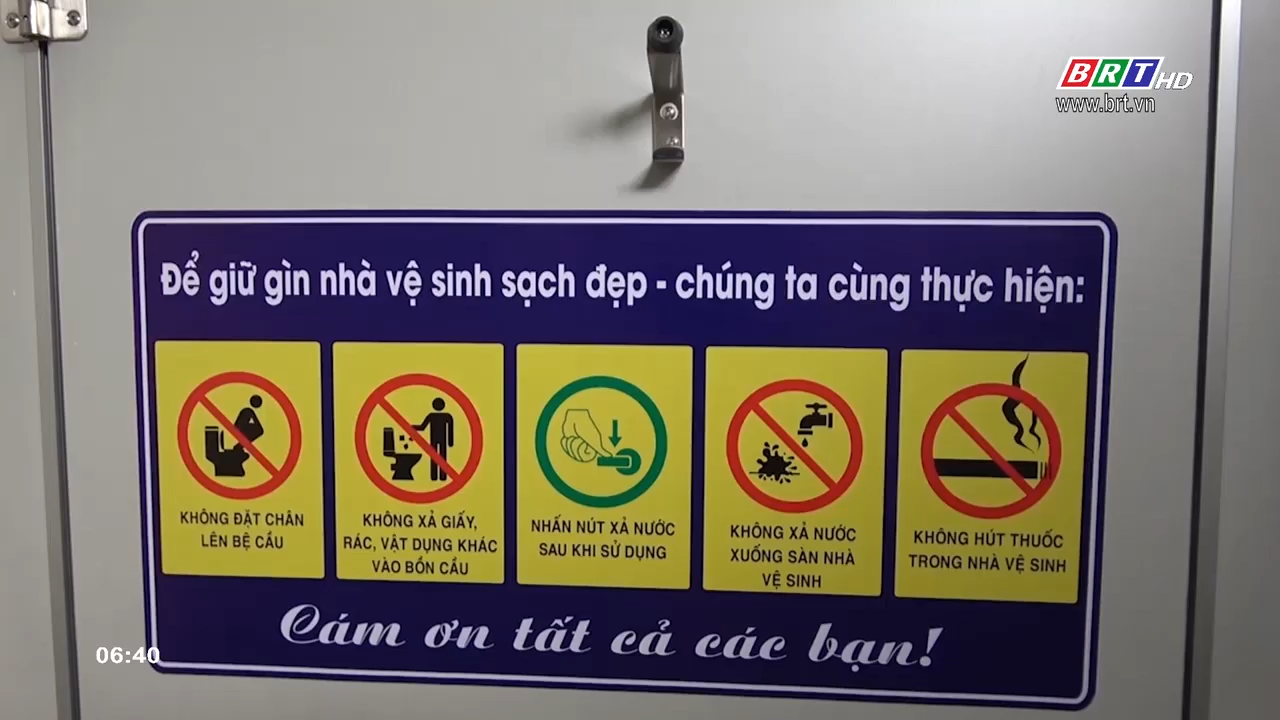 BRT HD
www.brt.vn
Để giữ gìn nhà vệ sinh sạch đẹp - chúng ta cùng thực hiện:
KHÔNG ĐẶT CHÂN
LÊN BỆ CẦU
KHÔNG XẢ GIẤY,
RÁC, VẬT DỤNG KHÁC
VÀO BỒN CẦU
NHẤN NÚT XẢ NƯỚC
SAU KHI SỬ DỤNG
KHÔNG XẢ NƯỚC
XUỐNG SÀN NHÀ
VỆ SINH
KHÔNG HÚT THUỐC
TRONG NHÀ VỆ SINH
Cám ơn tất cả các bạn!
06:40